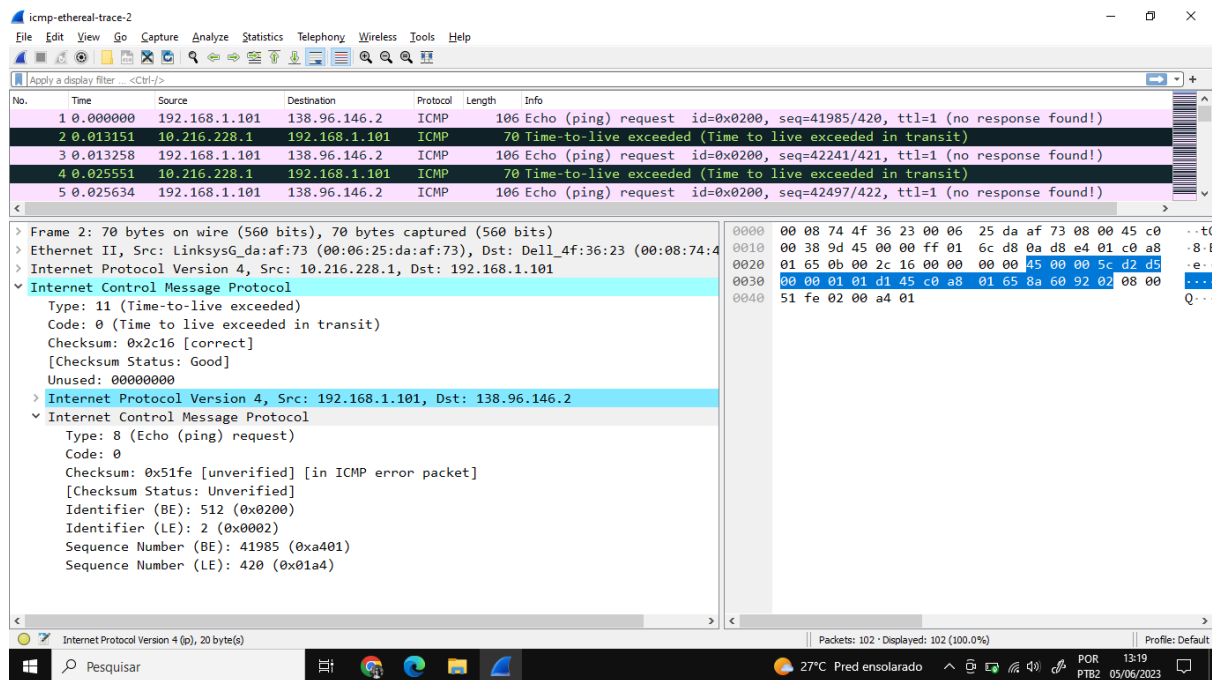 icmp-ethereal-trace-2
File Edit View Go Capture Analyze Statistics Telephony Wireless Tools Help
Apply a display filter ... <Ctrl-/>
No. Time Source Destination Protocol Length Info
1 0.000000 192.168.1.101 138.96.146.2 ICMP 106 Echo (ping) request id=0x0200, seq=41985/420, ttl=1 (no response found!)
2 0.013151 10.216.228.1 192.168.1.101 ICMP 70 Time-to-live exceeded (Time to live exceeded in transit)
3 0.013258 192.168.1.101 138.96.146.2 ICMP 106 Echo (ping) request id=0x0200, seq=42241/421, ttl=1 (no response found!)
4 0.025551 10.216.228.1 192.168.1.101 ICMP 70 Time-to-live exceeded (Time to live exceeded in transit)
5 0.025634 192.168.1.101 138.96.146.2 ICMP 106 Echo (ping) request id=0x0200, seq=42497/422, ttl=1 (no response found!)
Frame 2: 70 bytes on wire (560 bits), 70 bytes captured (560 bits)
Ethernet II, Src: LinksysG_da:af:73 (00:06:25:da:af:73), Dst: Dell_4f:36:23 (00:08:74:4
Internet Protocol Version 4, Src: 10.216.228.1, Dst: 192.168.1.101
Internet Control Message Protocol
Type: 11 (Time-to-live exceeded)
Code: 0 (Time to live exceeded in transit)
Checksum: 0x2c16 [correct]
[Checksum Status: Good]
Unused: 00000000
Internet Protocol Version 4, Src: 192.168.1.101, Dst: 138.96.146.2
Internet Control Message Protocol
Type: 8 (Echo (ping) request)
Code: 0
Checksum: 0x51fe [unverified] [in ICMP error packet]
[Checksum Status: Unverified]
Identifier (BE): 512 (0x0200)
Identifier (LE): 2 (0x0002)
Sequence Number (BE): 41985 (0xa401)
Sequence Number (LE): 420 (0x01a4)
0000 00 08 74 4f 36 23 00 06 25 da af 73 08 00 45 c0 ··tO
0010 00 38 9d 45 00 00 ff 01 6c d8 0a d8 e4 01 c0 a8 ·8·E
0020 01 65 0b 00 2c 16 00 00 00 00 45 00 00 5c d2 d5 ·e··
0030 00 00 01 01 d1 45 c0 a8 01 65 8a 60 92 02 08 00 ····
0040 51 fe 02 00 a4 01 Q···
Internet Protocol Version 4 (ip), 20 byte(s)
Packets: 102 · Displayed: 102 (100.0%)
Profile: Default
Pesquisar
27°C Pred ensolarado
POR
PTB2
13:19
05/06/2023